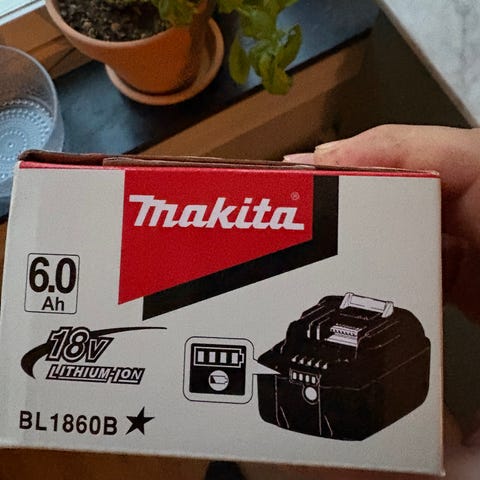 makita®
6.0
Ah
18V
LITHIUM-ION
BL1860B★